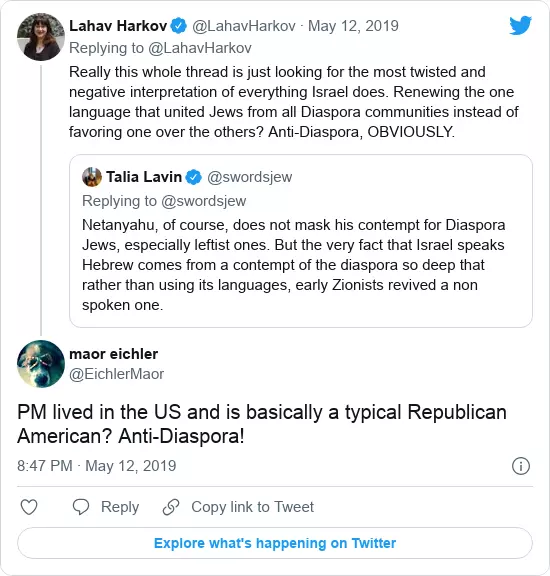 Lahav Harkov @LahavHarkov · May 12, 2019
Replying to @LahavHarkov
Really this whole thread is just looking for the most twisted and
negative interpretation of everything Israel does. Renewing the one
language that united Jews from all Diaspora communities instead of
favoring one over the others? Anti-Diaspora, OBVIOUSLY.
Talia Lavin @swordsjew
Replying to @swordsjew
Netanyahu, of course, does not mask his contempt for Diaspora
Jews, especially leftist ones. But the very fact that Israel speaks
Hebrew comes from a contempt of the diaspora so deep that
rather than using its languages, early Zionists revived a non
spoken one.
maor eichler
@EichlerMaor
PM lived in the US and is basically a typical Republican
American? Anti-Diaspora!
8:47 PM · May 12, 2019
Reply Copy link to Tweet
Explore what's happening on Twitter